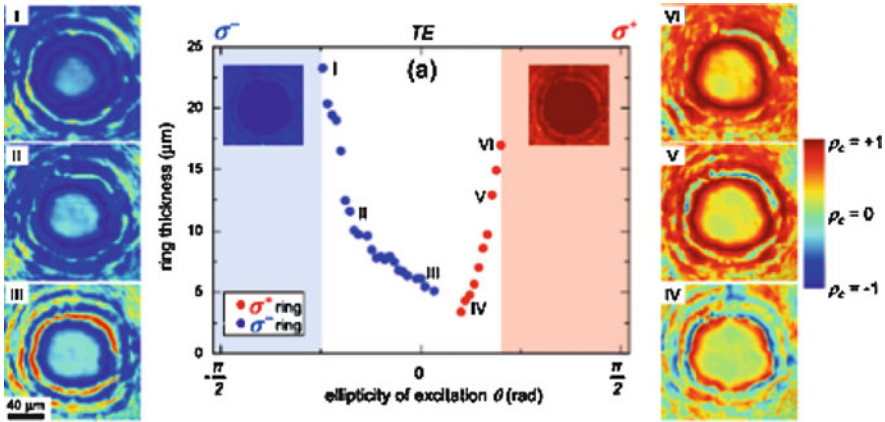 I
II
III
40 μm
σ⁻
TE
σ⁺
(a)
25
20
15
10
5
0
ring thickness (μm)
I
II
III
IV
V
VI
σ⁺ ring
σ⁻ ring
-π/2
0
π/2
ellipticity of excitation θ (rad)
VI
V
IV
ρc = +1
ρc = 0
ρc = -1